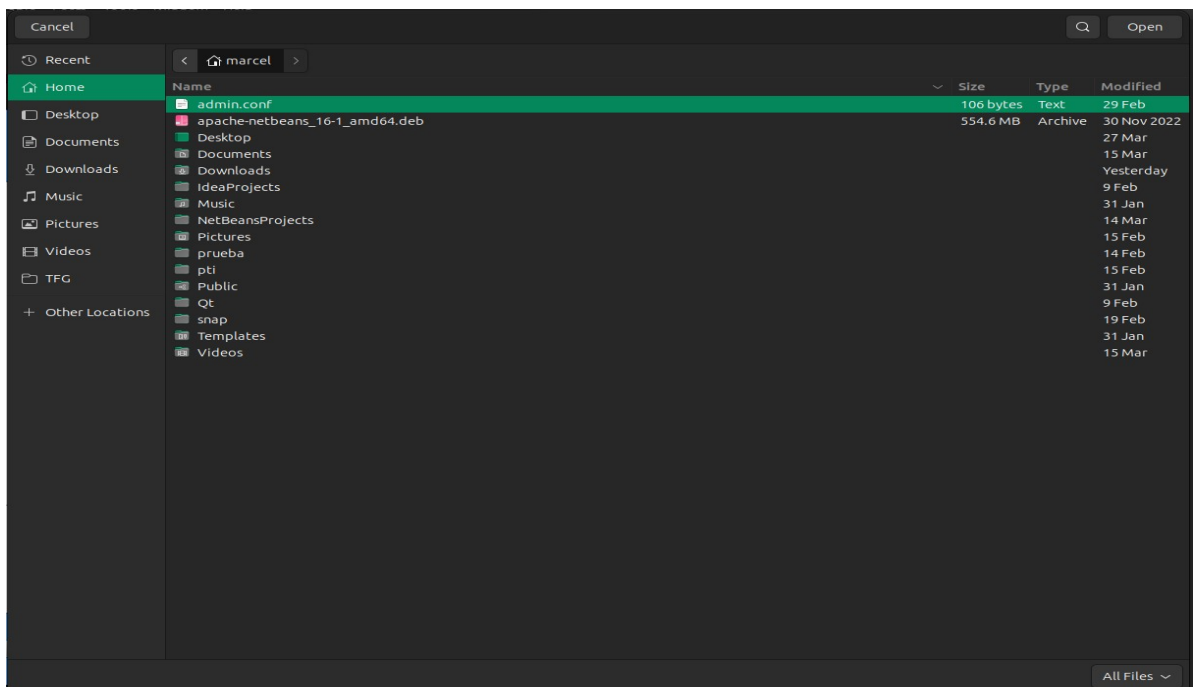 Cancel
Open
Recent
Home
Desktop
Documents
Downloads
Music
Pictures
Videos
TFG
Other Locations
marcel
Name Size Type Modified
admin.conf 106 bytes Text 29 Feb
apache-netbeans_16-1_amd64.deb 554.6 MB Archive 30 Nov 2022
Desktop 27 Mar
Documents 15 Mar
Downloads Yesterday
IdeaProjects 9 Feb
Music 31 Jan
NetBeansProjects 14 Mar
Pictures 15 Feb
prueba 14 Feb
pti 15 Feb
Public 31 Jan
Qt 9 Feb
snap 19 Feb
Templates 31 Jan
Videos 15 Mar
All Files